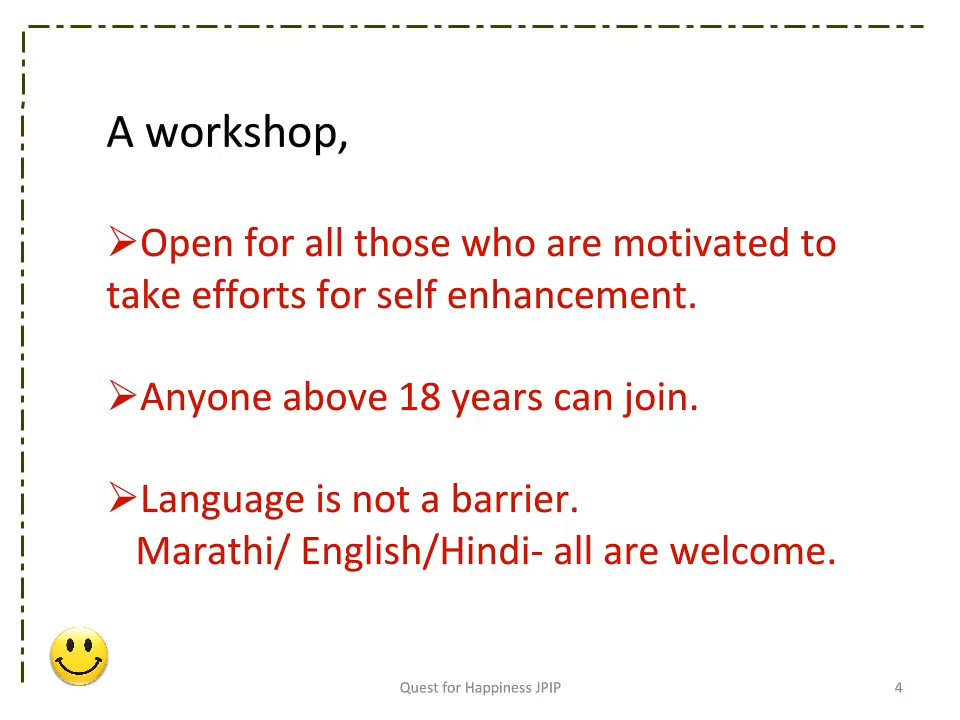 A workshop,
➢Open for all those who are motivated to
take efforts for self enhancement.
➢Anyone above 18 years can join.
➢Language is not a barrier.
Marathi/ English/Hindi- all are welcome.
Quest for Happiness JPIP
4